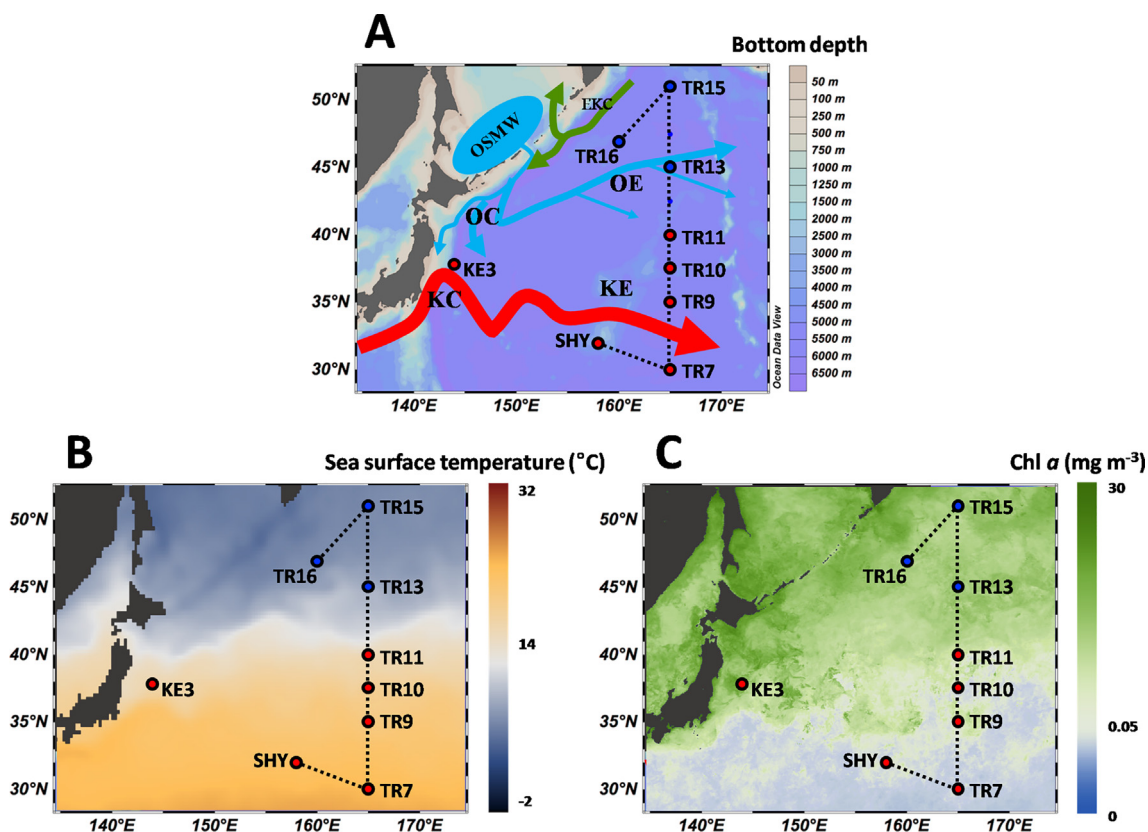 A
Bottom depth
50°N
45°N
40°N
35°N
30°N
140°E
150°E
160°E
170°E
OSMW
EKC
OC
OE
KC
KE
KE3
SHY
TR15
TR16
TR13
TR11
TR10
TR9
TR7
Ocean Data View
50 m
100 m
250 m
500 m
750 m
1000 m
1250 m
1500 m
2000 m
2500 m
3000 m
3500 m
4000 m
4500 m
5000 m
5500 m
6000 m
6500 m
B
Sea surface temperature (°C)
50°N
45°N
40°N
35°N
30°N
140°E
150°E
160°E
170°E
TR15
TR16
TR13
TR11
TR10
KE3
TR9
SHY
TR7
32
14
-2
C
Chl a (mg m⁻³)
50°N
45°N
40°N
35°N
30°N
140°E
150°E
160°E
170°E
TR15
TR16
TR13
TR11
TR10
KE3
TR9
SHY
TR7
30
0.05
0